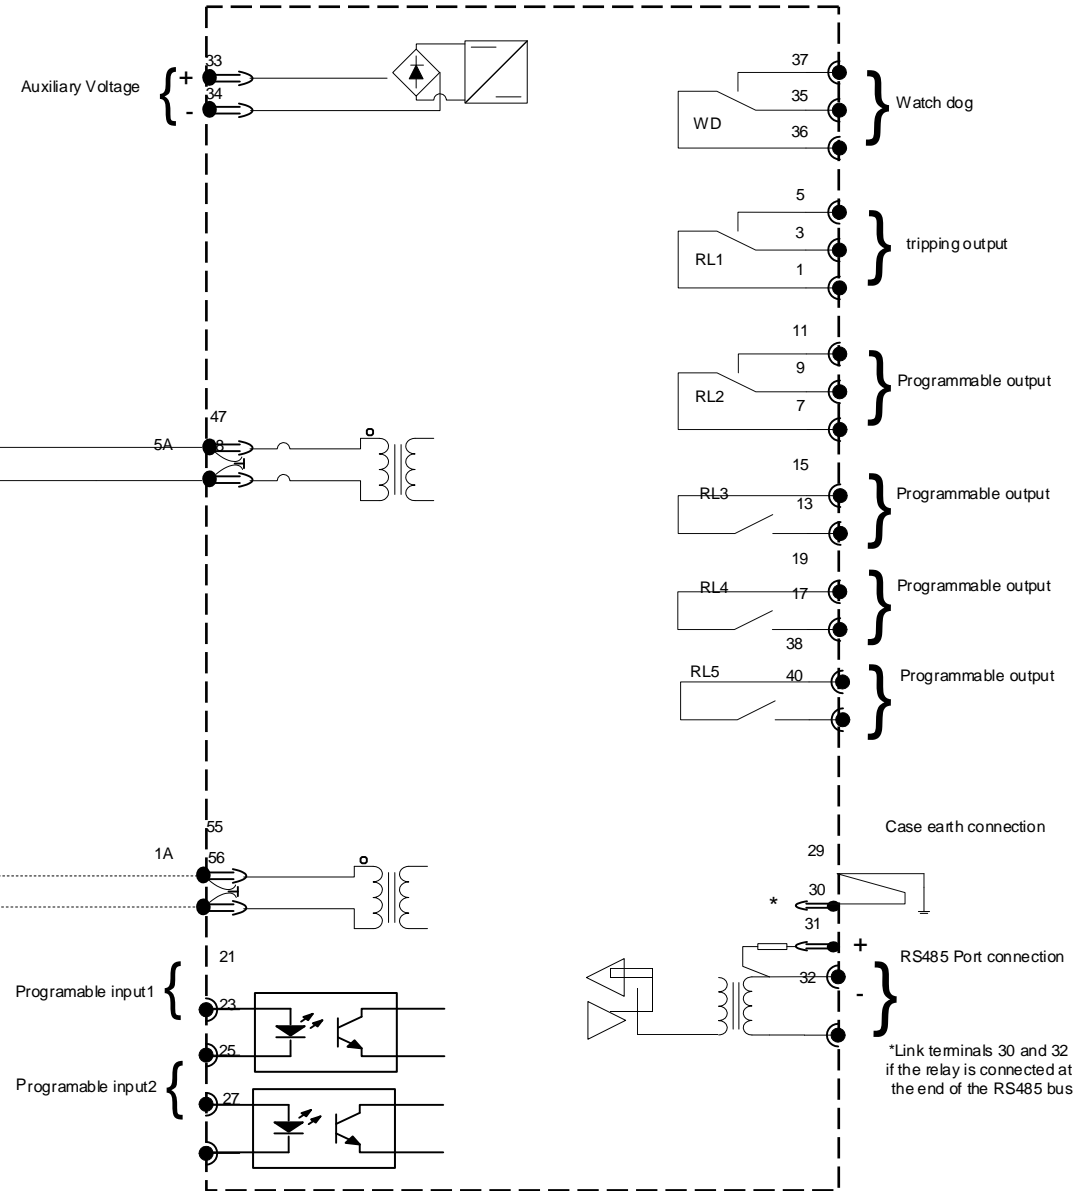 33
Auxiliary Voltage
+
34
-
37
35
WD
36
Watch dog
5
3
RL1
1
tripping output
11
9
RL2
7
Programmable output
47
5A
15
RL3
13
Programmable output
19
RL4
17
Programmable output
38
RL5
40
Programmable output
55
1A
56
Case earth connection
29
30
*
31
+
RS485 Port connection
32
-
*Link terminals 30 and 32
if the relay is connected at
the end of the RS485 bus
21
Programable input1
23
25
Programable input2
27